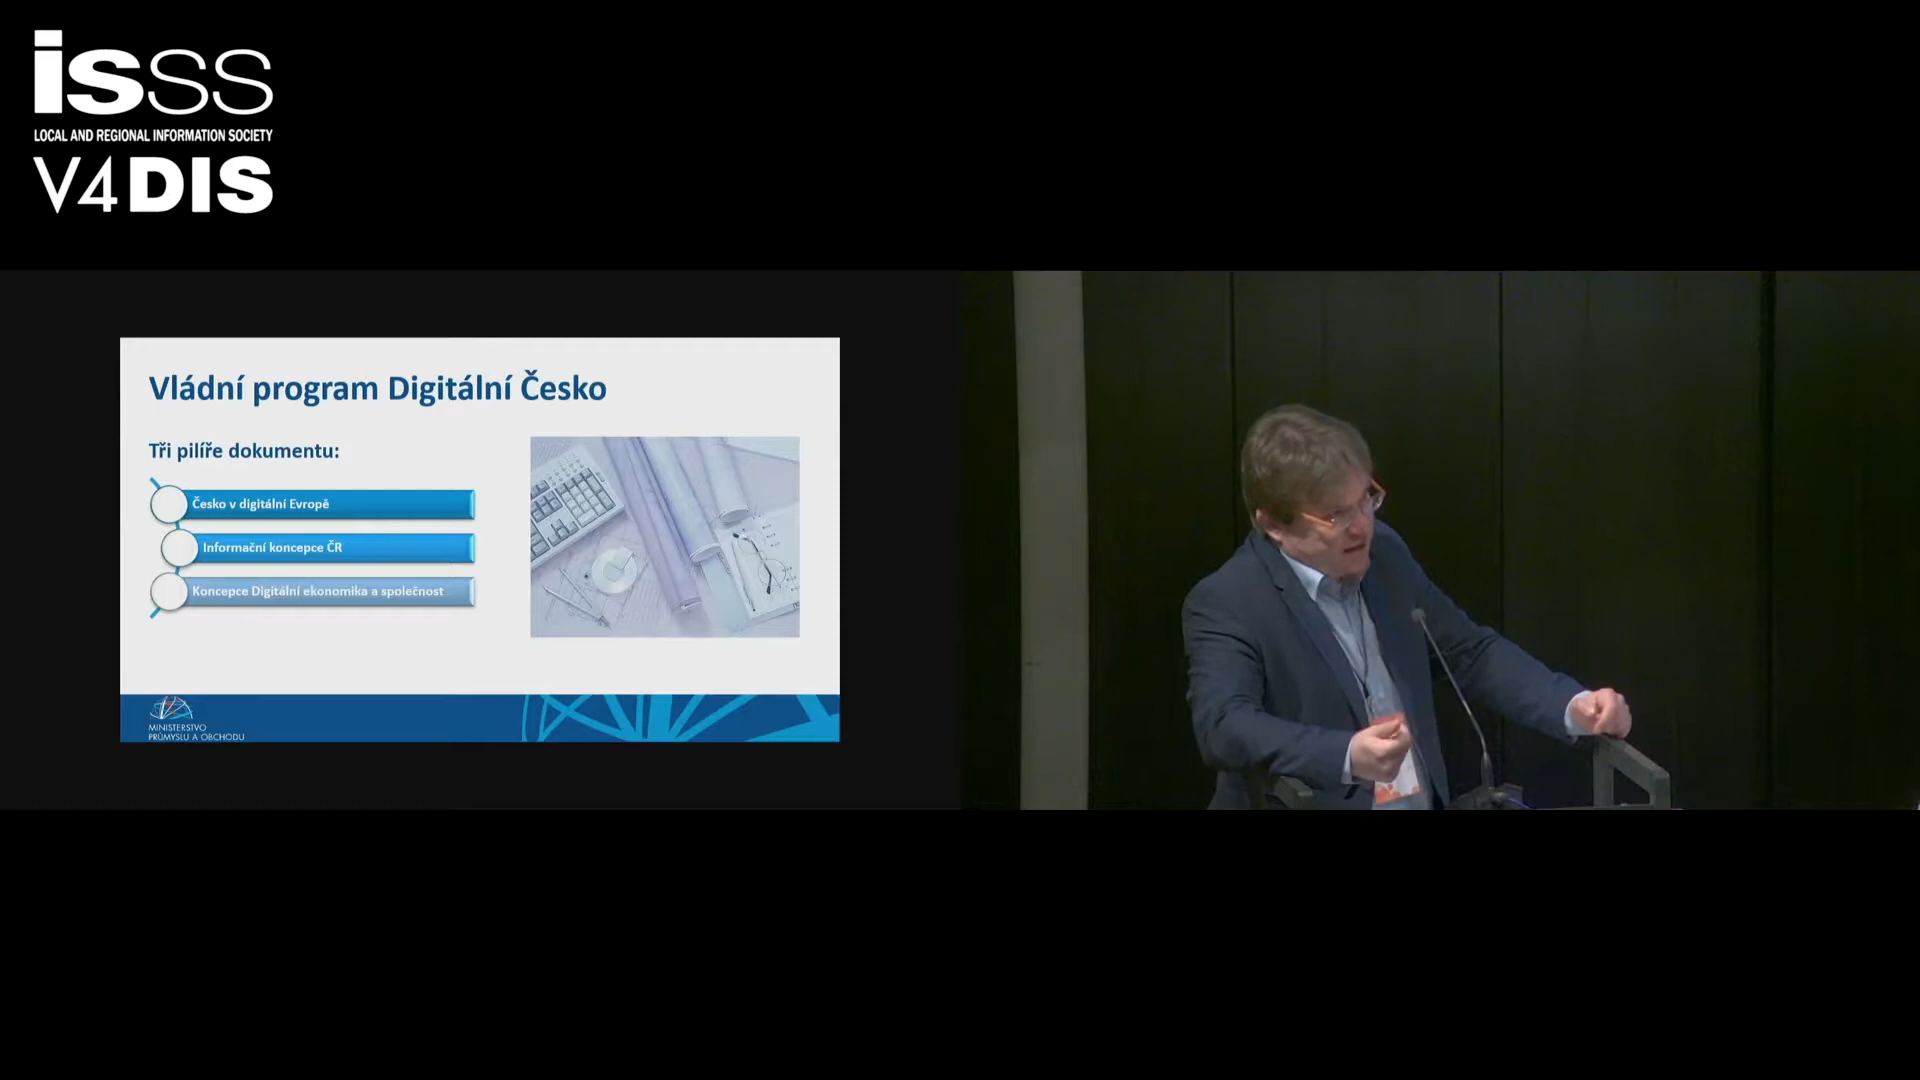 isss
LOCAL AND REGIONAL INFORMATION SOCIETY
V4DIS
Vládní program Digitální Česko
Tři pilíře dokumentu:
Česko v digitální Evropě
Informační koncepce ČR
Koncepce Digitální ekonomika a společnost
MINISTERSTVO
PRŮMYSLU A OBCHODU